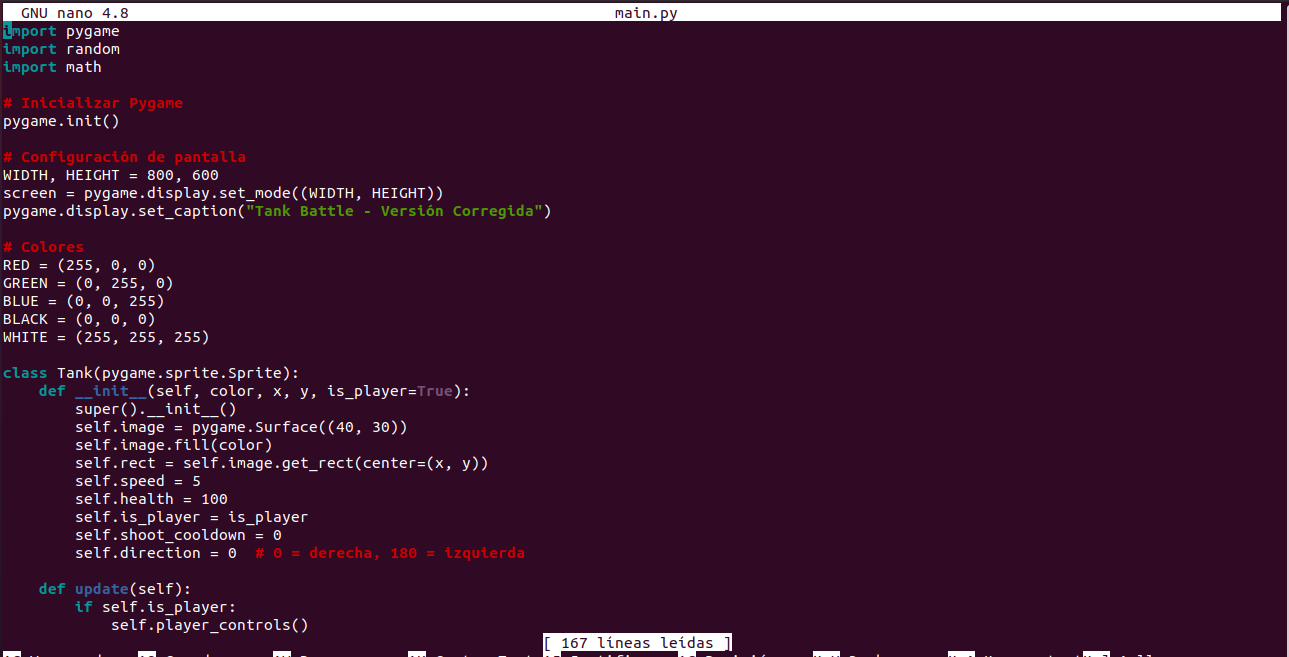 GNU nano 4.8 main.py
import pygame
import random
import math
# Inicializar Pygame
pygame.init()
# Configuración de pantalla
WIDTH, HEIGHT = 800, 600
screen = pygame.display.set_mode((WIDTH, HEIGHT))
pygame.display.set_caption("Tank Battle - Versión Corregida")
# Colores
RED = (255, 0, 0)
GREEN = (0, 255, 0)
BLUE = (0, 0, 255)
BLACK = (0, 0, 0)
WHITE = (255, 255, 255)
class Tank(pygame.sprite.Sprite):
    def __init__(self, color, x, y, is_player=True):
        super().__init__()
        self.image = pygame.Surface((40, 30))
        self.image.fill(color)
        self.rect = self.image.get_rect(center=(x, y))
        self.speed = 5
        self.health = 100
        self.is_player = is_player
        self.shoot_cooldown = 0
        self.direction = 0  # 0 = derecha, 180 = izquierda
    def update(self):
        if self.is_player:
            self.player_controls()
[ 167 líneas leídas ]